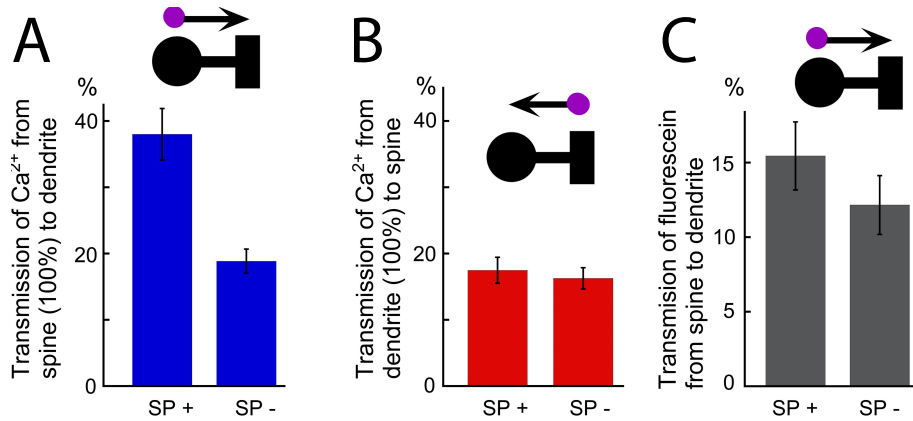 A
%
Transmission of Ca2+ from
spine (100%) to dendrite
40
20
0
SP +
SP -
B
%
Transmission of Ca2+ from
dendrite (100%) to spine
40
20
0
SP +
SP -
C
%
Transmision of fluorescein
from spine to dendrite
15
10
5
0
SP +
SP -